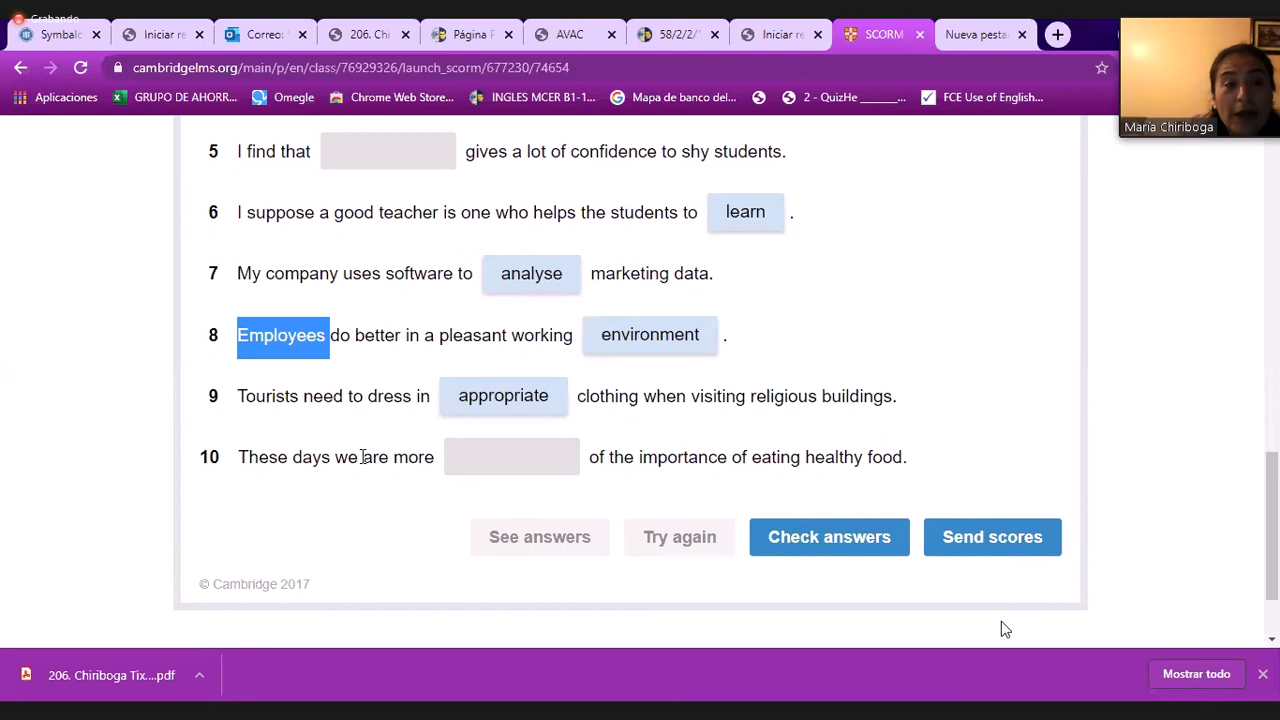 Grabando
Symbalo
Iniciar re
Correo:
206. Chi
Página P
AVAC
58/2/2/
Iniciar re
SCORM
Nueva pesta
cambridgelms.org/main/p/en/class/76929326/launch_scorm/677230/74654
Aplicaciones
GRUPO DE AHORR...
Omegle
Chrome Web Store...
INGLES MCER B1-1...
Mapa de banco del...
2 - QuizHe ______...
FCE Use of English...
María Chiriboga
5 I find that gives a lot of confidence to shy students.
6 I suppose a good teacher is one who helps the students to learn .
7 My company uses software to analyse marketing data.
8 Employees do better in a pleasant working environment .
9 Tourists need to dress in appropriate clothing when visiting religious buildings.
10 These days we are more of the importance of eating healthy food.
See answers
Try again
Check answers
Send scores
© Cambridge 2017
206. Chiriboga Tix....pdf
Mostrar todo